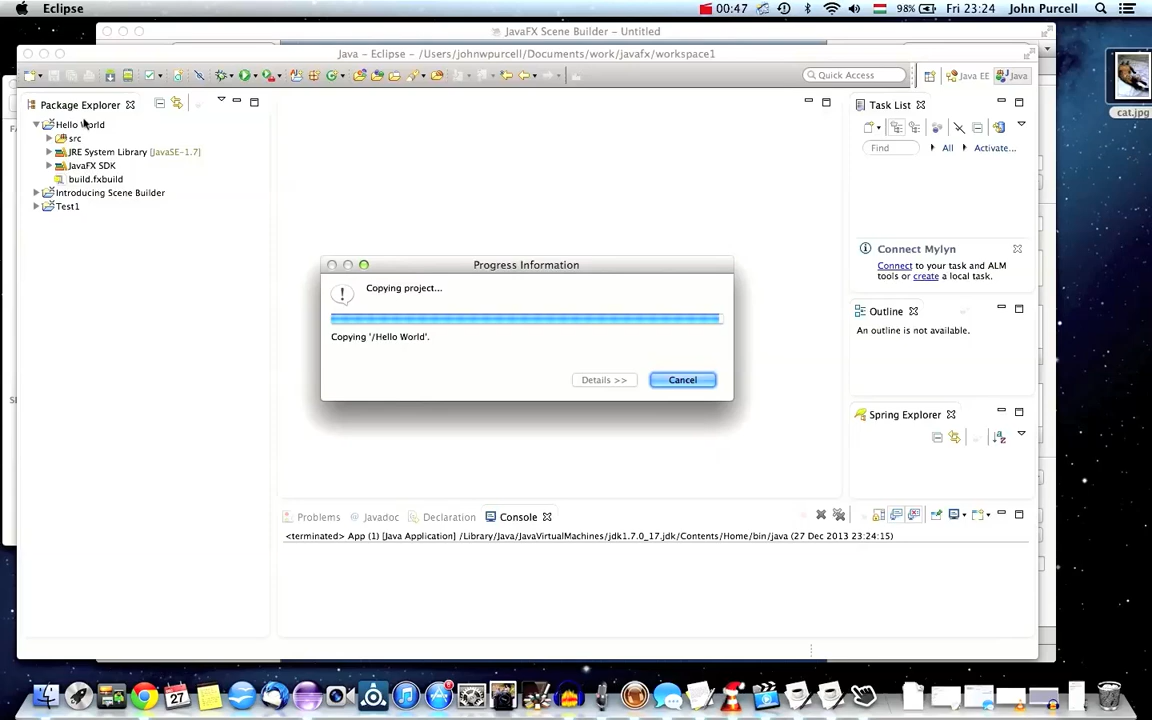 Eclipse 00:47 98% Fri 23:24 John Purcell
JavaFX Scene Builder - Untitled
Java - Eclipse - /Users/johnwpurcell/Documents/work/javafx/workspace1
Quick Access Java EE Java
Package Explorer
Hello World
src
JRE System Library [JavaSE-1.7]
JavaFX SDK
build.fxbuild
Introducing Scene Builder
Test1
Progress Information
Copying project...
Copying '/Hello World'.
Details >> Cancel
Task List
Find All Activate...
Connect Mylyn
Connect to your task and ALM
tools or create a local task.
Outline
An outline is not available.
Spring Explorer
Problems Javadoc Declaration Console
<terminated> App (1) [Java Application] /Library/Java/JavaVirtualMachines/jdk1.7.0_17.jdk/Contents/Home/bin/java (27 Dec 2013 23:24:15)
cat.jpg
27